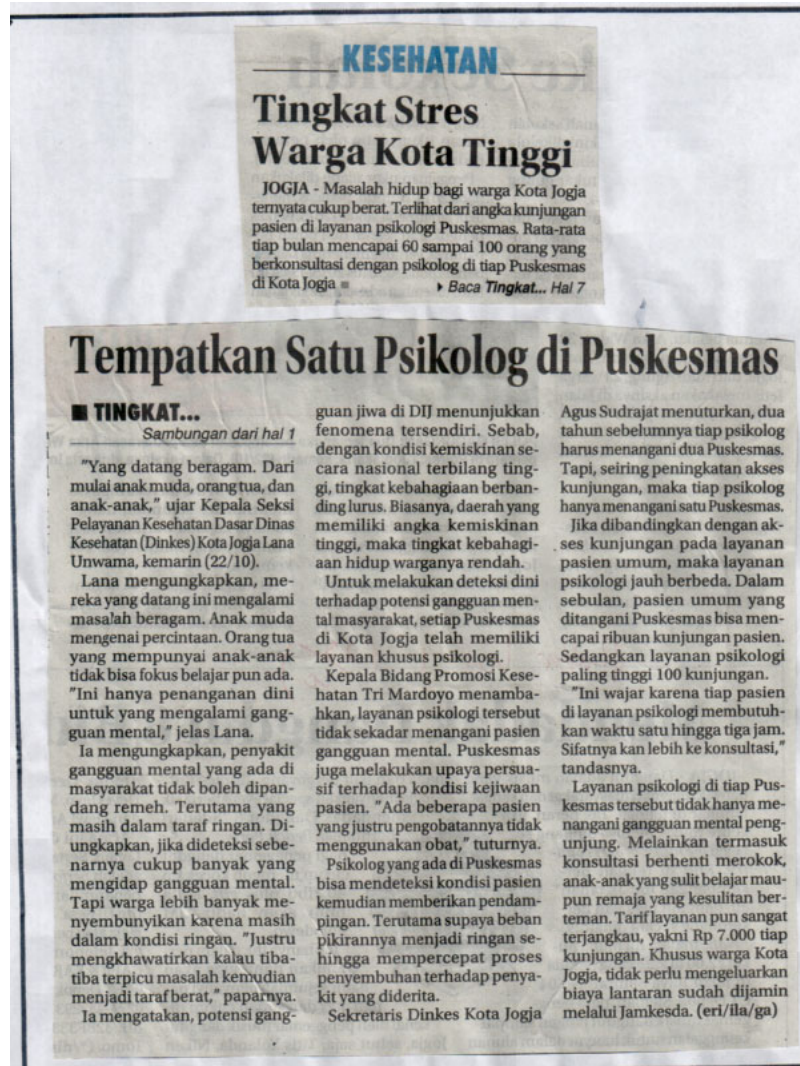 KESEHATAN
Tingkat Stres
Warga Kota Tinggi
JOGJA - Masalah hidup bagi warga Kota Jogja
ternyata cukup berat. Terlihat dari angka kunjungan
pasien di layanan psikologi Puskesmas. Rata-rata
tiap bulan mencapai 60 sampai 100 orang yang
berkonsultasi dengan psikolog di tiap Puskesmas
di Kota Jogja ■ ▸ Baca Tingkat... Hal 7
Tempatkan Satu Psikolog di Puskesmas
■ TINGKAT...
Sambungan dari hal 1
"Yang datang beragam. Dari
mulai anak muda, orang tua, dan
anak-anak," ujar Kepala Seksi
Pelayanan Kesehatan Dasar Dinas
Kesehatan (Dinkes) Kota Jogja Lana
Unwama, kemarin (22/10).
Lana mengungkapkan, me-
reka yang datang ini mengalami
masalah beragam. Anak muda
mengenai percintaan. Orang tua
yang mempunyai anak-anak
tidak bisa fokus belajar pun ada.
"Ini hanya penanganan dini
untuk yang mengalami gang-
guan mental," jelas Lana.
Ia mengungkapkan, penyakit
gangguan mental yang ada di
masyarakat tidak boleh dipan-
dang remeh. Terutama yang
masih dalam taraf ringan. Di-
ungkapkan, jika dideteksi sebe-
narnya cukup banyak yang
mengidap gangguan mental.
Tapi warga lebih banyak me-
nyembunyikan karena masih
dalam kondisi ringan. "Justru
mengkhawatirkan kalau tiba-
tiba terpicu masalah kemudian
menjadi taraf berat," paparnya.
Ia mengatakan, potensi gang-
guan jiwa di DIJ menunjukkan
fenomena tersendiri. Sebab,
dengan kondisi kemiskinan se-
cara nasional terbilang ting-
gi, tingkat kebahagiaan berban-
ding lurus. Biasanya, daerah yang
memiliki angka kemiskinan
tinggi, maka tingkat kebahagi-
aan hidup warganya rendah.
Untuk melakukan deteksi dini
terhadap potensi gangguan men-
tal masyarakat, setiap Puskesmas
di Kota Jogja telah memiliki
layanan khusus psikologi.
Kepala Bidang Promosi Kese-
hatan Tri Mardoyo menamba-
hkan, layanan psikologi tersebut
tidak sekadar menangani pasien
gangguan mental. Puskesmas
juga melakukan upaya persua-
sif terhadap kondisi kejiwaan
pasien. "Ada beberapa pasien
yang justru pengobatannya tidak
menggunakan obat," tuturnya.
Psikolog yang ada di Puskesmas
bisa mendeteksi kondisi pasien
kemudian memberikan pendam-
pingan. Terutama supaya beban
pikirannya menjadi ringan se-
hingga mempercepat proses
penyembuhan terhadap penya-
kit yang diderita.
Sekretaris Dinkes Kota Jogja
Agus Sudrajat menuturkan, dua
tahun sebelumnya tiap psikolog
harus menangani dua Puskesmas.
Tapi, seiring peningkatan akses
kunjungan, maka tiap psikolog
hanya menangani satu Puskesmas.
Jika dibandingkan dengan ak-
ses kunjungan pada layanan
pasien umum, maka layanan
psikologi jauh berbeda. Dalam
sebulan, pasien umum yang
ditangani Puskesmas bisa men-
capai ribuan kunjungan pasien.
Sedangkan layanan psikologi
paling tinggi 100 kunjungan.
"Ini wajar karena tiap pasien
di layanan psikologi membutuh-
kan waktu satu hingga tiga jam.
Sifatnya kan lebih ke konsultasi,"
tandasnya.
Layanan psikologi di tiap Pus-
kesmas tersebut tidak hanya me-
nangani gangguan mental peng-
unjung. Melainkan termasuk
konsultasi berhenti merokok,
anak-anak yang sulit belajar mau-
pun remaja yang kesulitan ber-
teman. Tarif layanan pun sangat
terjangkau, yakni Rp 7.000 tiap
kunjungan. Khusus warga Kota
Jogja, tidak perlu mengeluarkan
biaya lantaran sudah dijamin
melalui Jamkesda. (eri/ila/ga)